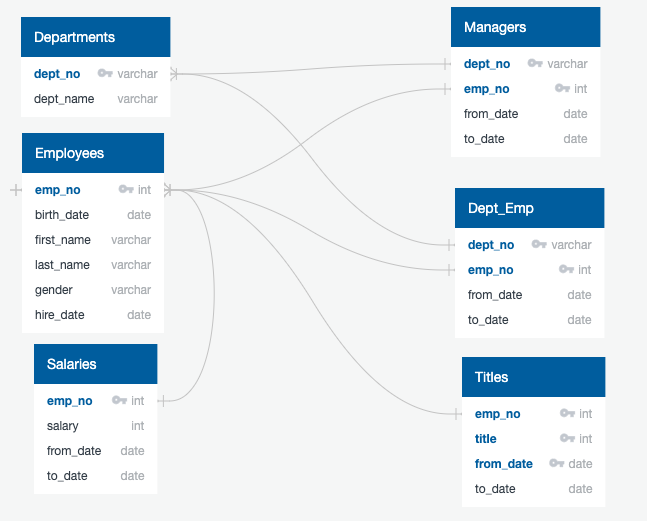 Departments
dept_no varchar
dept_name varchar
Employees
emp_no int
birth_date date
first_name varchar
last_name varchar
gender varchar
hire_date date
Salaries
emp_no int
salary int
from_date date
to_date date
Managers
dept_no varchar
emp_no int
from_date date
to_date date
Dept_Emp
dept_no varchar
emp_no int
from_date date
to_date date
Titles
emp_no int
title int
from_date date
to_date date